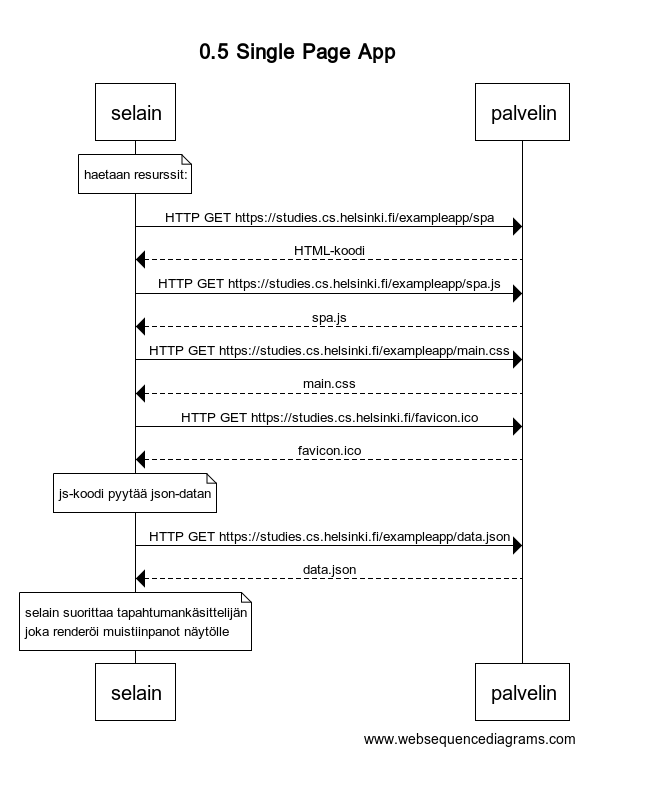 0.5 Single Page App
selain
palvelin
haetaan resurssit:
HTTP GET https://studies.cs.helsinki.fi/exampleapp/spa
HTML-koodi
HTTP GET https://studies.cs.helsinki.fi/exampleapp/spa.js
spa.js
HTTP GET https://studies.cs.helsinki.fi/exampleapp/main.css
main.css
HTTP GET https://studies.cs.helsinki.fi/favicon.ico
favicon.ico
js-koodi pyytää json-datan
HTTP GET https://studies.cs.helsinki.fi/exampleapp/data.json
data.json
selain suorittaa tapahtumankäsittelijän
joka renderöi muistiinpanot näytölle
selain
palvelin
www.websequencediagrams.com